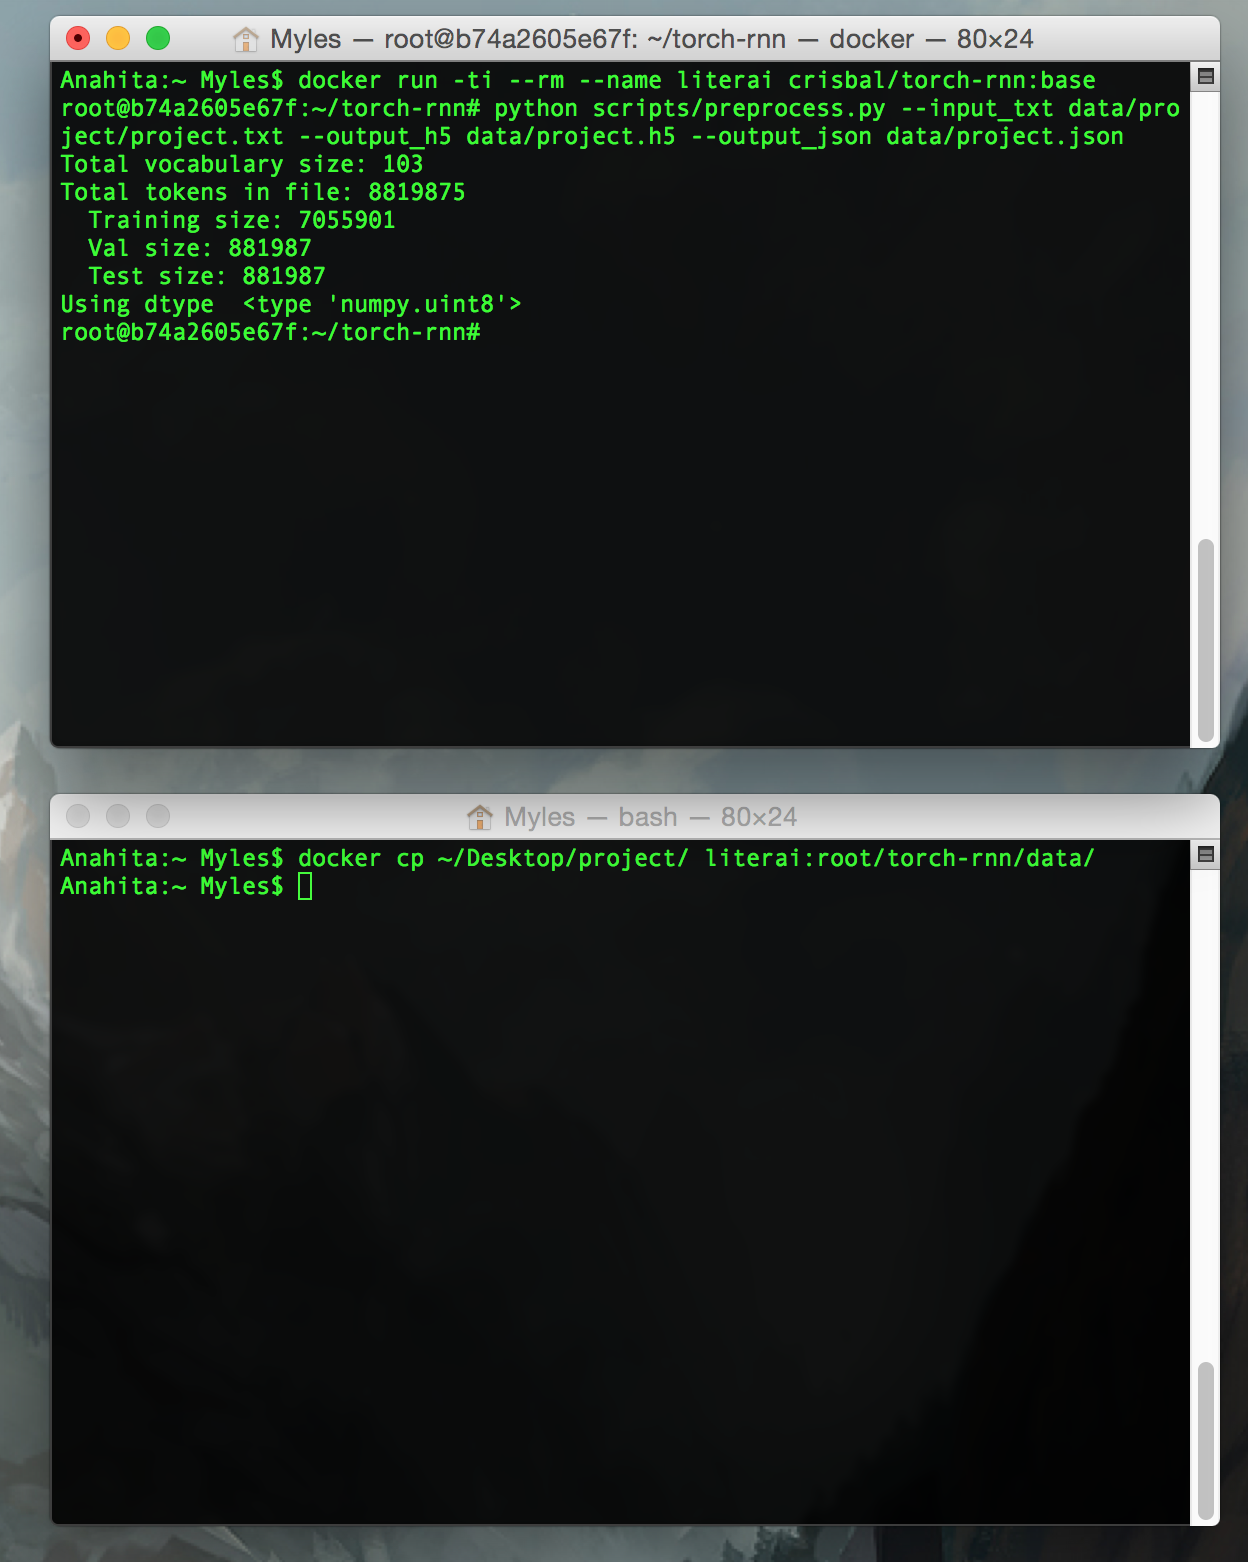 Myles — root@b74a2605e67f: ~/torch-rnn — docker — 80×24
Anahita:~ Myles$ docker run -ti --rm --name literai crisbal/torch-rnn:base
root@b74a2605e67f:~/torch-rnn# python scripts/preprocess.py --input_txt data/pro
ject/project.txt --output_h5 data/project.h5 --output_json data/project.json
Total vocabulary size: 103
Total tokens in file: 8819875
  Training size: 7055901
  Val size: 881987
  Test size: 881987
Using dtype  <type 'numpy.uint8'>
root@b74a2605e67f:~/torch-rnn#
Myles — bash — 80×24
Anahita:~ Myles$ docker cp ~/Desktop/project/ literai:root/torch-rnn/data/
Anahita:~ Myles$